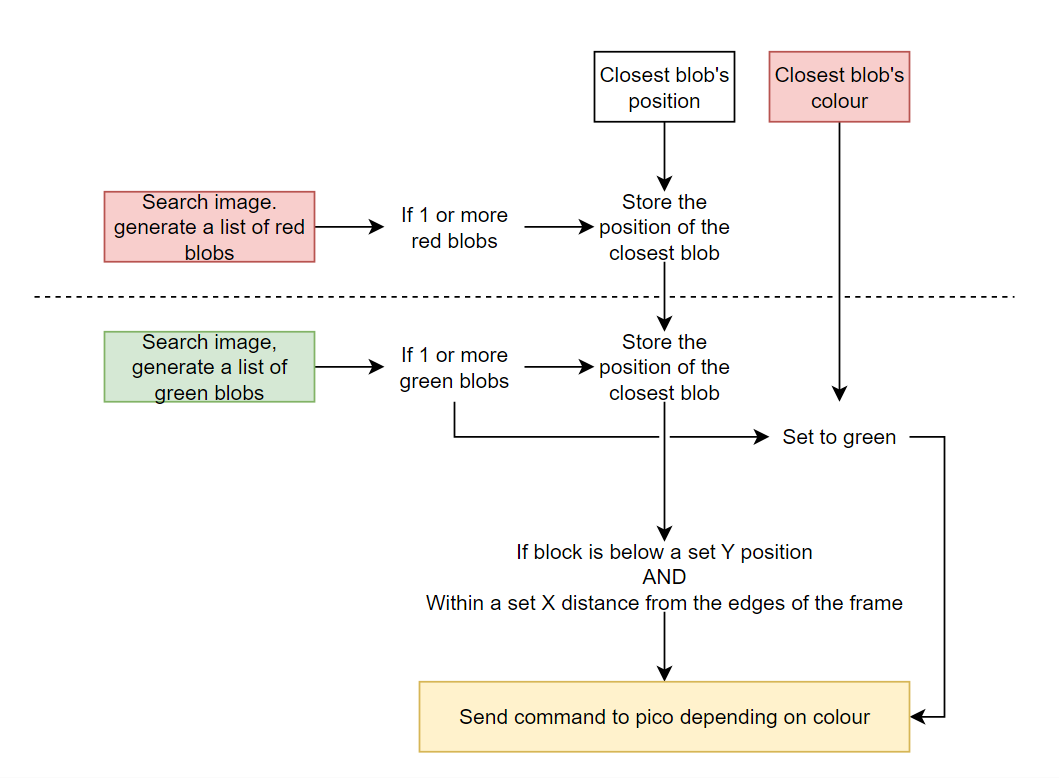 Closest blob's
position
Closest blob's
colour
Search image.
generate a list of red
blobs
If 1 or more
red blobs
Store the
position of the
closest blob
Search image,
generate a list of
green blobs
If 1 or more
green blobs
Store the
position of the
closest blob
Set to green
If block is below a set Y position
AND
Within a set X distance from the edges of the frame
Send command to pico depending on colour